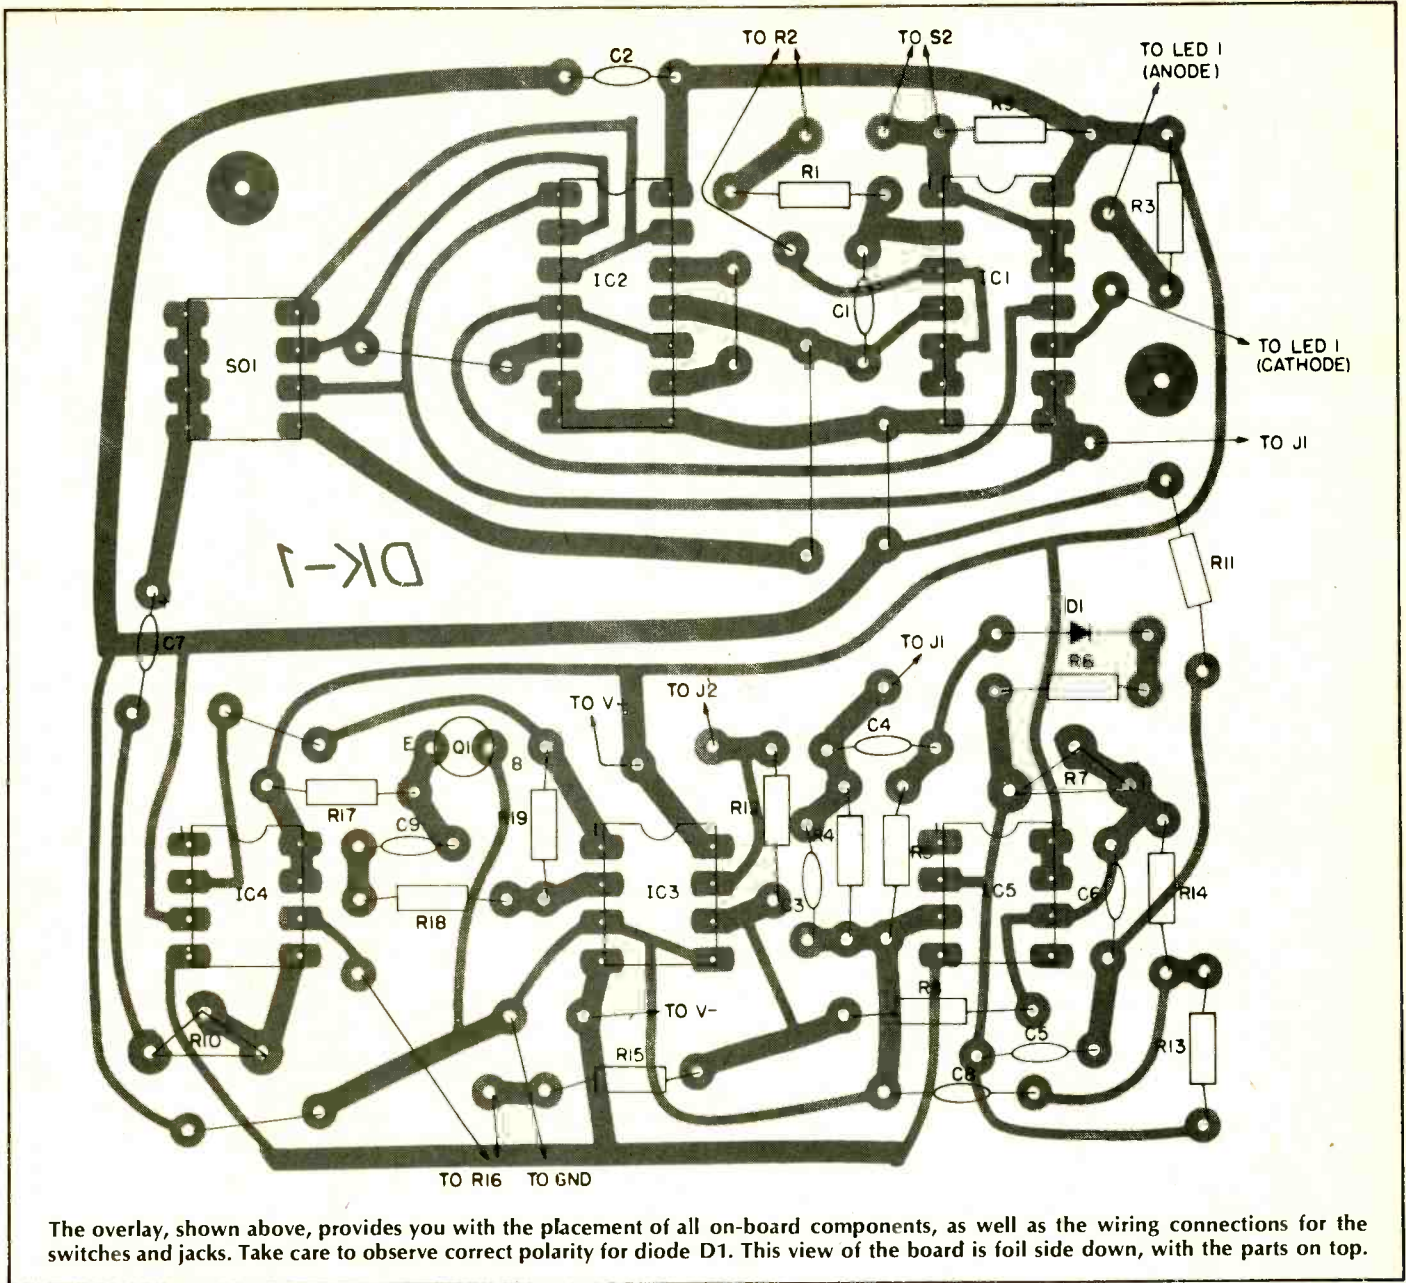 C2
TO R2
TO S2
TO LED 1
(ANODE)
R1
R3
IC2
IC1
C1
SO1
TO LED 1
(CATHODE)
TO J1
DK-1
R11
D1
C7
R6
TO J1
TO J2
TO V-
C4
E
Q1
B
R7
R17
R19
R12
C9
R4
IC4
IC3
IC5
C3
C6
R14
R18
TO V-
R10
R15
C5
R13
C8
TO R16
TO GND
The overlay, shown above, provides you with the placement of all on-board components, as well as the wiring connections for the
switches and jacks. Take care to observe correct polarity for diode D1. This view of the board is foil side down, with the parts on top.